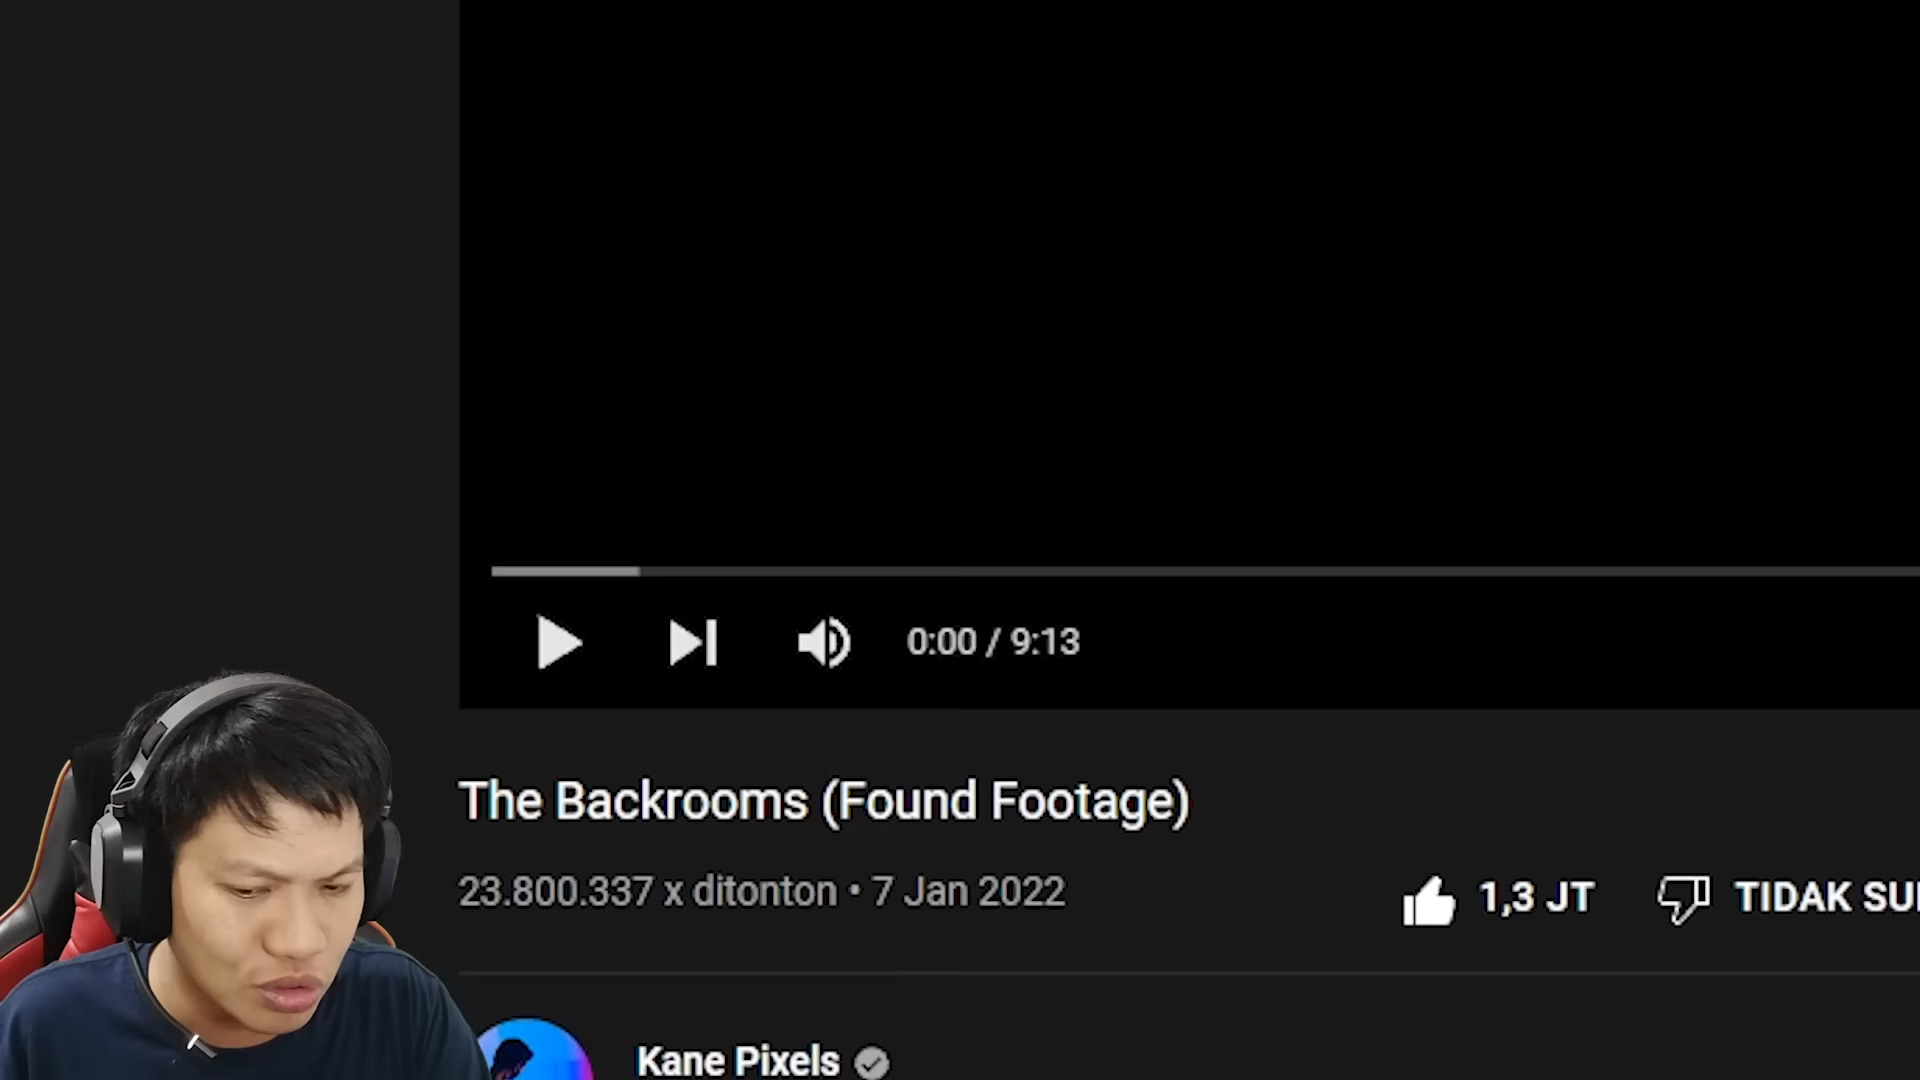 0:00 / 9:13
The Backrooms (Found Footage)
23.800.337 x ditonton • 7 Jan 2022
1,3 JT
TIDAK
Kane Pixels